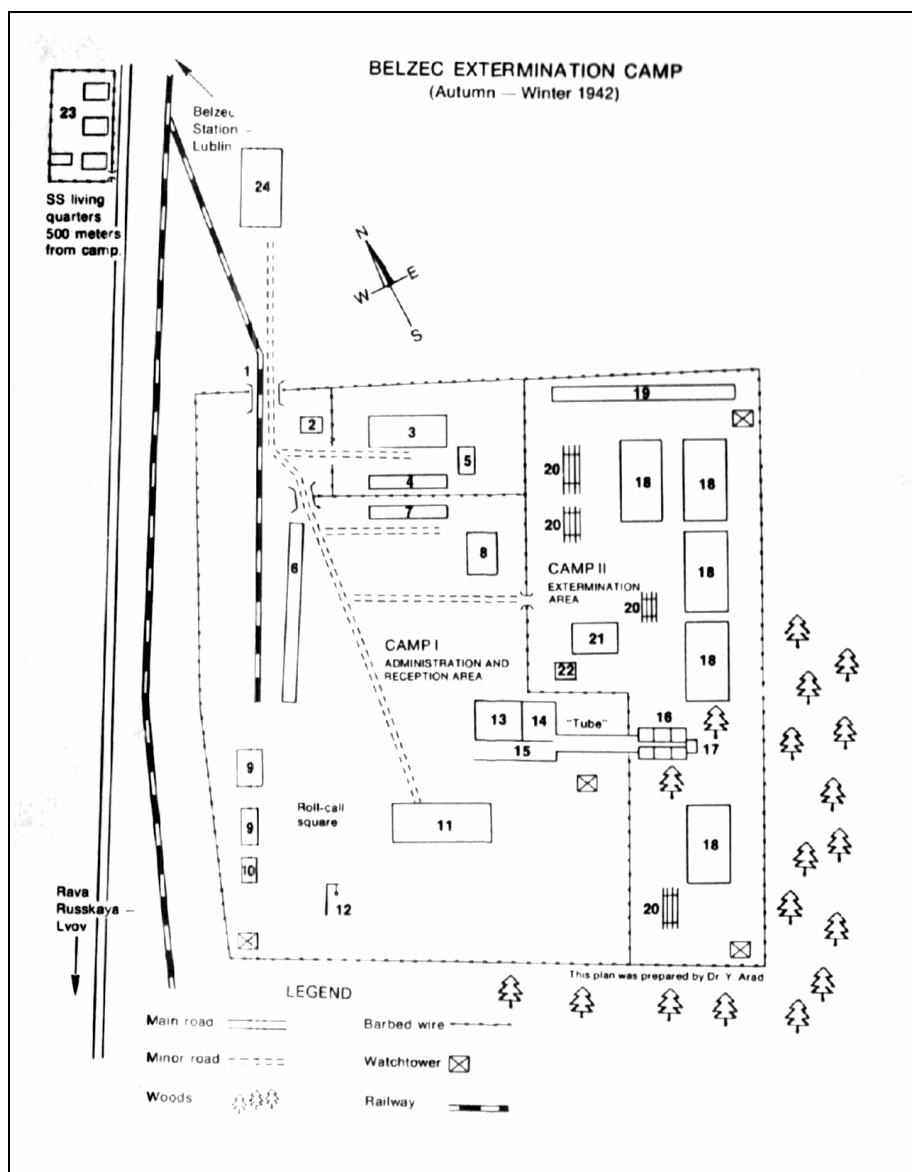 BELZEC EXTERMINATION CAMP
(Autumn — Winter 1942)
Belzec
Station –
Lublin
23
24
SS living
quarters
500 meters
from camp.
N
E
W
S
1
2
3
5
4
19
20
18
18
7
20
8
18
6
CAMP II
EXTERMINATION
AREA
20
21
18
CAMP I
ADMINISTRATION AND
RECEPTION AREA
22
13
14
"Tube"
16
15
17
9
Roll-call
square
11
9
18
10
12
20
Rava
Russkaya –
Lvov
This plan was prepared by Dr Y. Arad
LEGEND
Main road
Barbed wire
Minor road
Watchtower
Woods
Railway